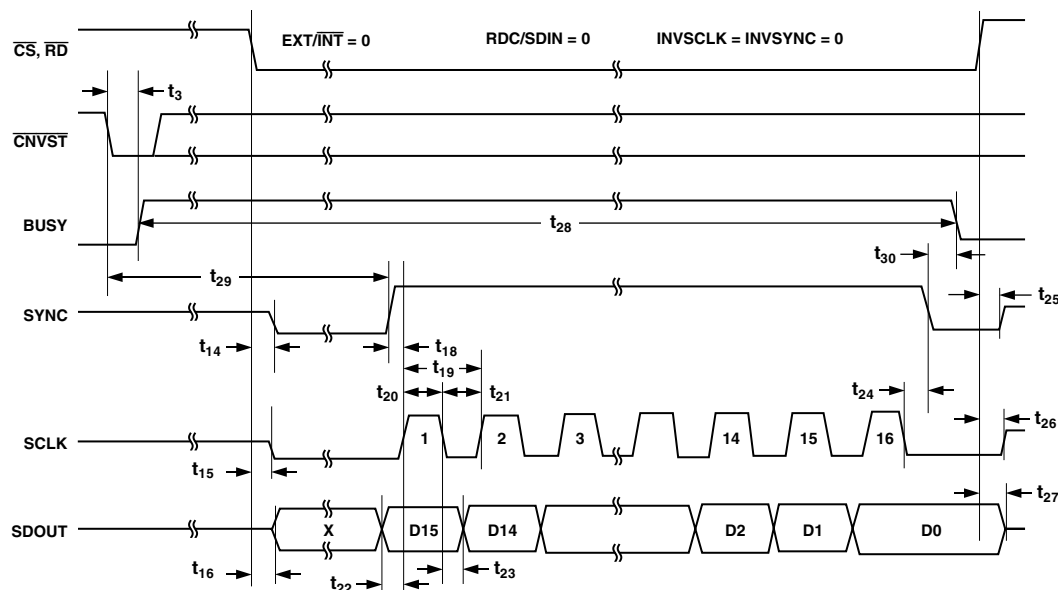 EXT/INT = 0 RDC/SDIN = 0 INVSCLK = INVSYNC = 0
CS, RD
t3
CNVST
BUSY
t28
t30
t29
t25
SYNC
t14
t18
t19
t20
t21
t24
t26
SCLK
1 2 3 14 15 16
t15
t27
SDOUT
X D15 D14 D2 D1 D0
t16
t22
t23